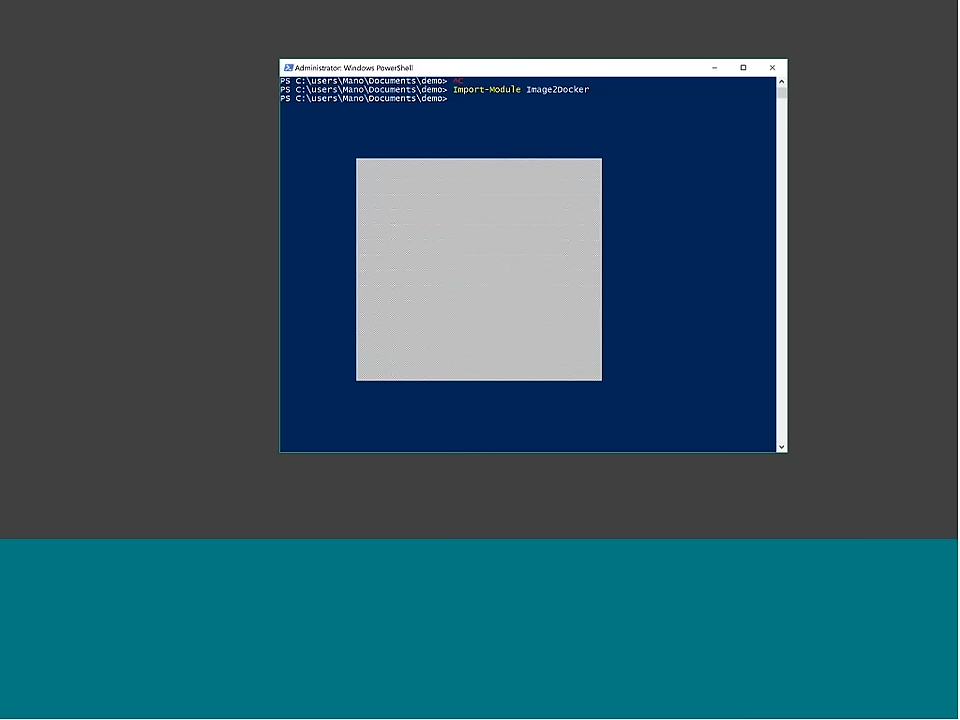 Administrator: Windows PowerShell
PS C:\users\Mano\Documents\demo> ^C
PS C:\users\Mano\Documents\demo> Import-Module Image2Docker
PS C:\users\Mano\Documents\demo>